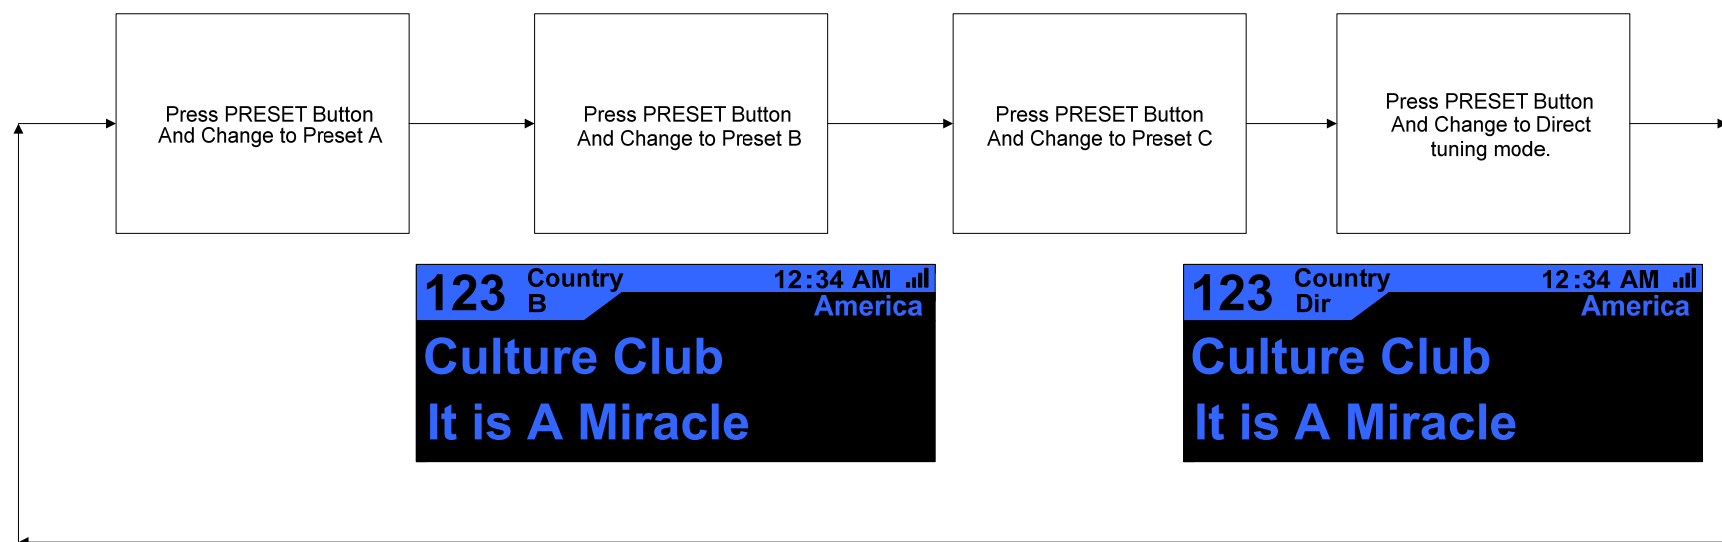 Press PRESET Button
And Change to Preset A
Press PRESET Button
And Change to Preset B
Press PRESET Button
And Change to Preset C
Press PRESET Button
And Change to Direct
tuning mode.
123 Country 12:34 AM
B America
Culture Club
It is A Miracle
123 Country 12:34 AM
Dir America
Culture Club
It is A Miracle